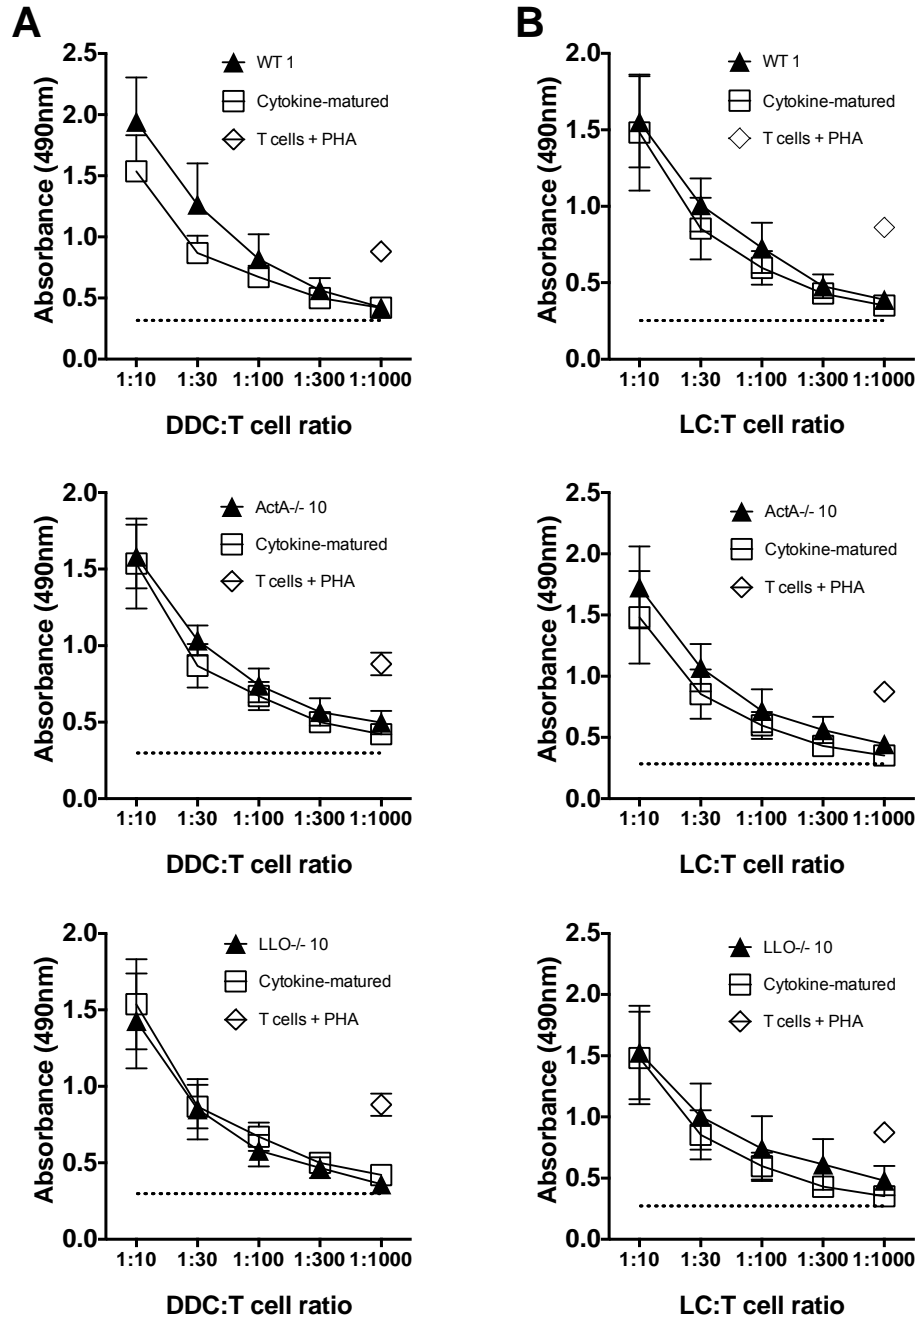 A
Absorbance (490nm)
2.5
2.0
1.5
1.0
0.5
0.0
WT 1
Cytokine-matured
T cells + PHA
1:10 1:30 1:100 1:300 1:1000
DDC:T cell ratio
B
Absorbance (490nm)
2.0
1.5
1.0
0.5
0.0
WT 1
Cytokine-matured
T cells + PHA
1:10 1:30 1:100 1:300 1:1000
LC:T cell ratio
Absorbance (490nm)
2.0
1.5
1.0
0.5
0.0
ActA-/- 10
Cytokine-matured
T cells + PHA
1:10 1:30 1:100 1:300 1:1000
DDC:T cell ratio
Absorbance (490nm)
2.5
2.0
1.5
1.0
0.5
0.0
ActA-/- 10
Cytokine-matured
T cells + PHA
1:10 1:30 1:100 1:300 1:1000
LC:T cell ratio
Absorbance (490nm)
2.0
1.5
1.0
0.5
0.0
LLO-/- 10
Cytokine-matured
T cells + PHA
1:10 1:30 1:100 1:300 1:1000
DDC:T cell ratio
Absorbance (490nm)
2.5
2.0
1.5
1.0
0.5
0.0
LLO-/- 10
Cytokine-matured
T cells + PHA
1:10 1:30 1:100 1:300 1:1000
LC:T cell ratio